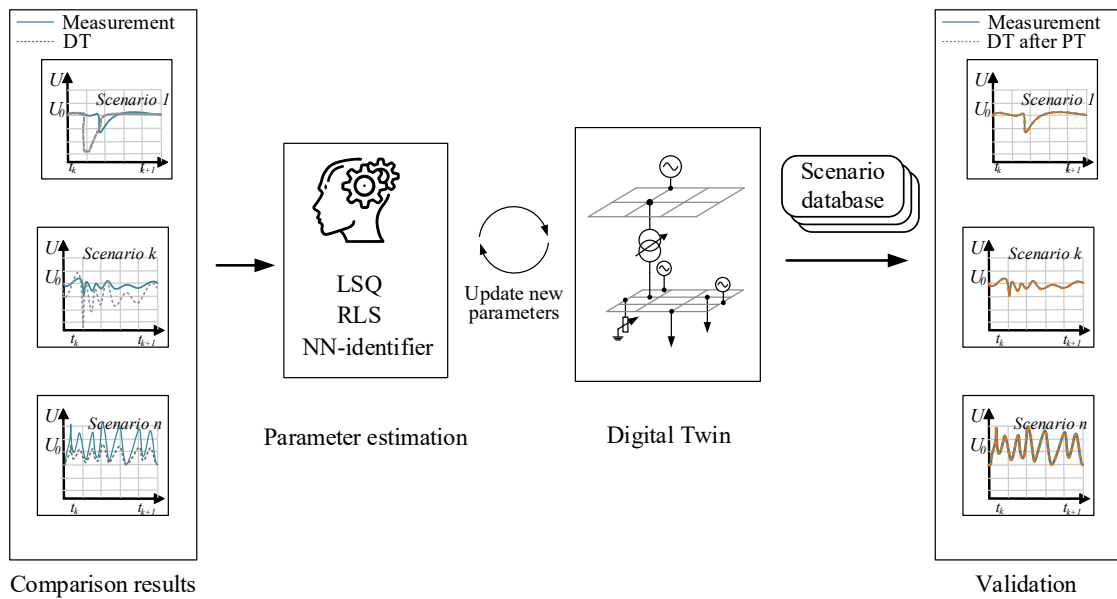 Measurement
DT
U
Scenario 1
U0
tk
tk+1
U
Scenario k
U0
tk
tk+1
U
Scenario n
U0
tk
tk+1
Comparison results
LSQ
RLS
NN-identifier
Parameter estimation
Update new
parameters
Digital Twin
Scenario
database
Measurement
DT after PT
U
Scenario 1
U0
tk
tk+1
U
Scenario k
U0
tk
tk+1
U
Scenario n
U0
tk
tk+1
Validation